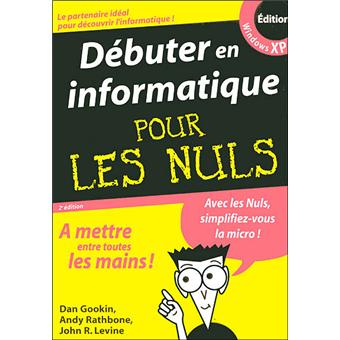 Le partenaire idéal
pour découvrir l'informatique !
Édition
Windows XP
Débuter en
informatique
POUR
LES NULS
2e édition
Avec les Nuls,
simplifiez-vous
la micro !
A mettre
entre toutes
les mains !
Dan Gookin,
Andy Rathbone,
John R. Levine